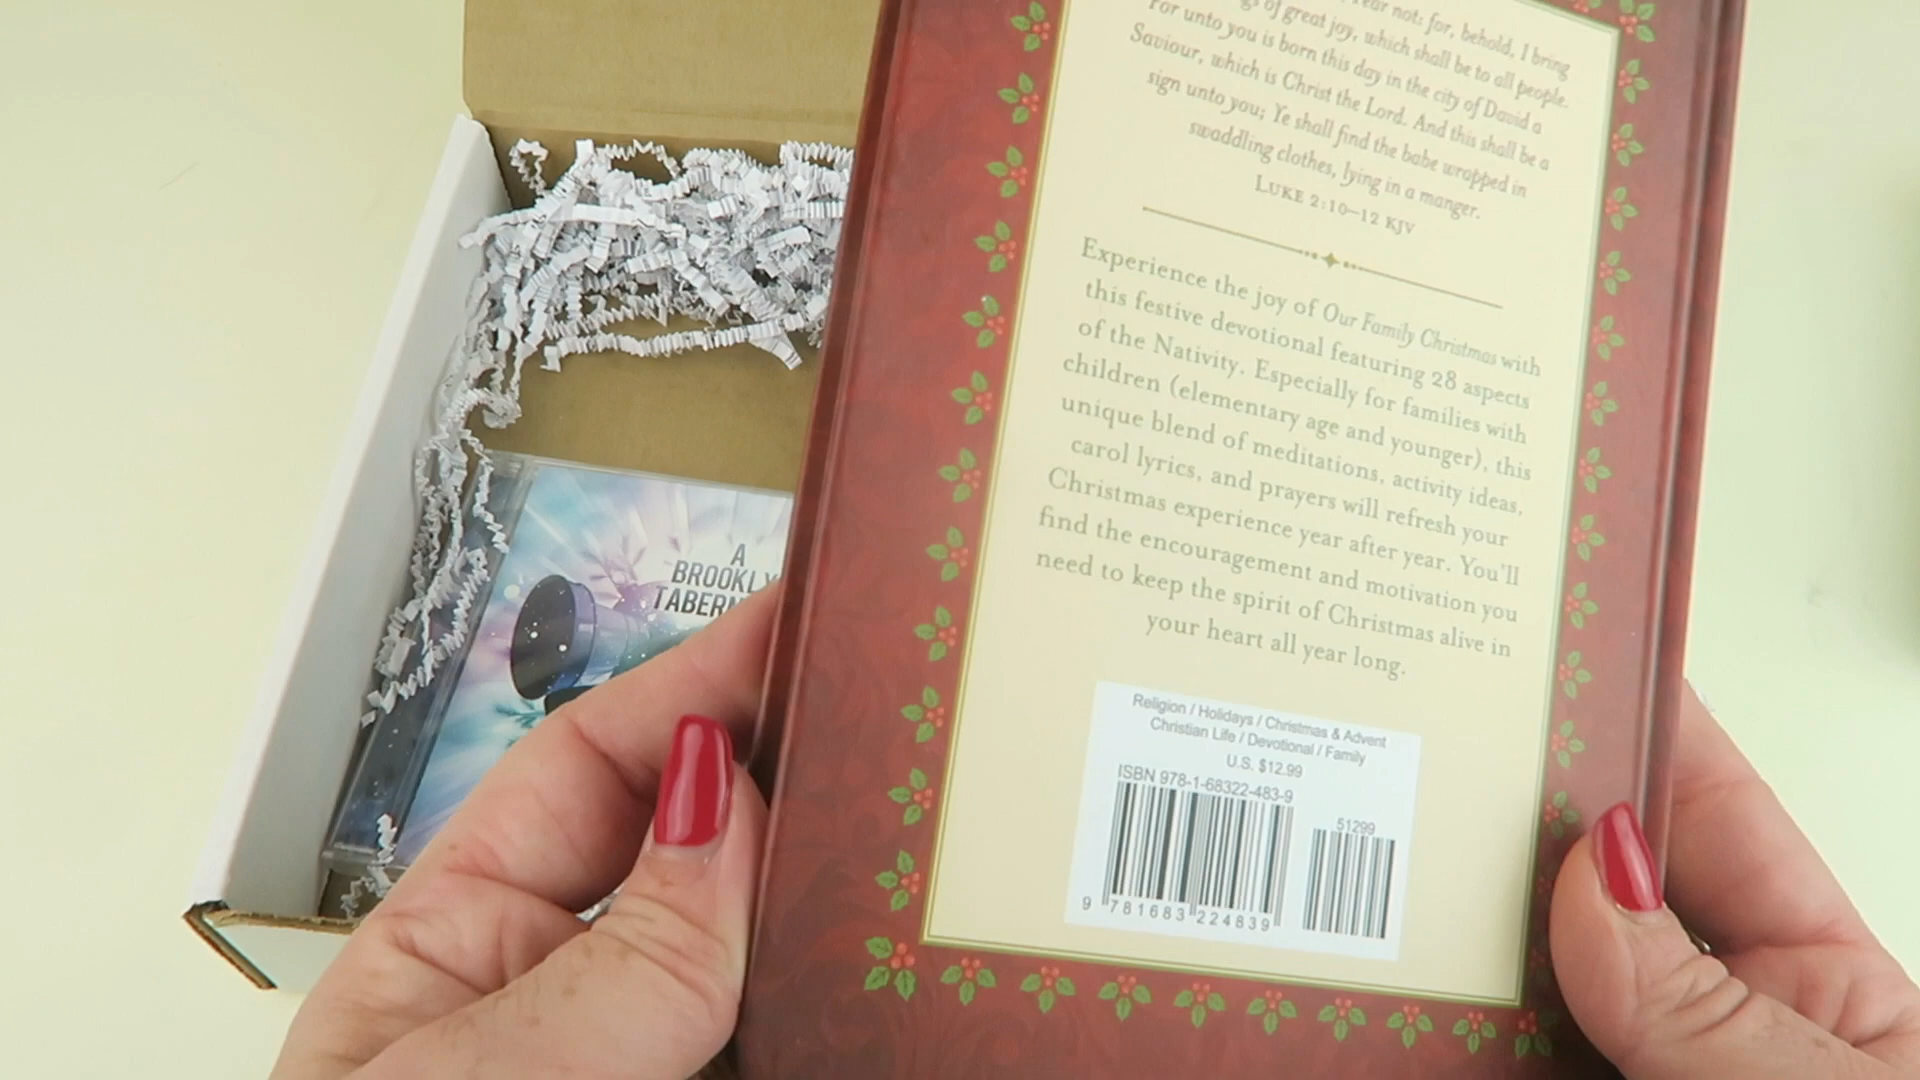 fear not: for, behold, I bring
of great joy, which shall be to all people.
For unto you is born this day in the city of David a
Saviour, which is Christ the Lord. And this shall be a
sign unto you; Ye shall find the babe wrapped in
swaddling clothes, lying in a manger.
LUKE 2:10–12 KJV
Experience the joy of Our Family Christmas with
this festive devotional featuring 28 aspects
of the Nativity. Especially for families with
children (elementary age and younger), this
unique blend of meditations, activity ideas,
carol lyrics, and prayers will refresh your
Christmas experience year after year. You'll
find the encouragement and motivation you
need to keep the spirit of Christmas alive in
your heart all year long.
Religion / Holidays / Christmas & Advent
Christian Life / Devotional / Family
U.S. $12.99
ISBN 978-1-68322-483-9
51299
9 781683 224839
A
BROOKLY
TABERN